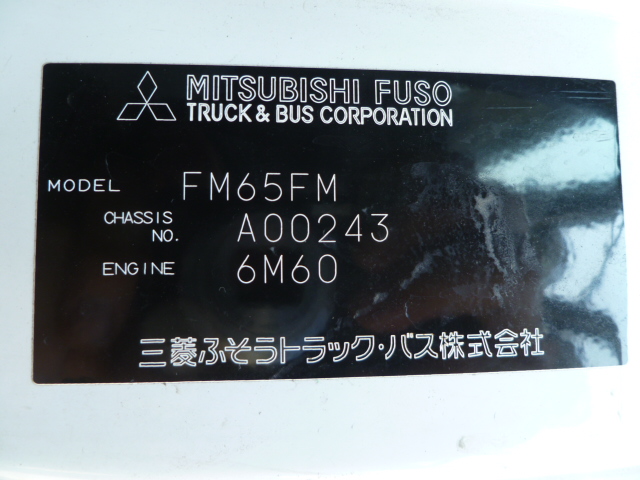 MITSUBISHI FUSO
TRUCK & BUS CORPORATION
MODEL FM65FM
CHASSIS NO. A00243
ENGINE 6M60
三菱ふそうトラック・バス株式会社